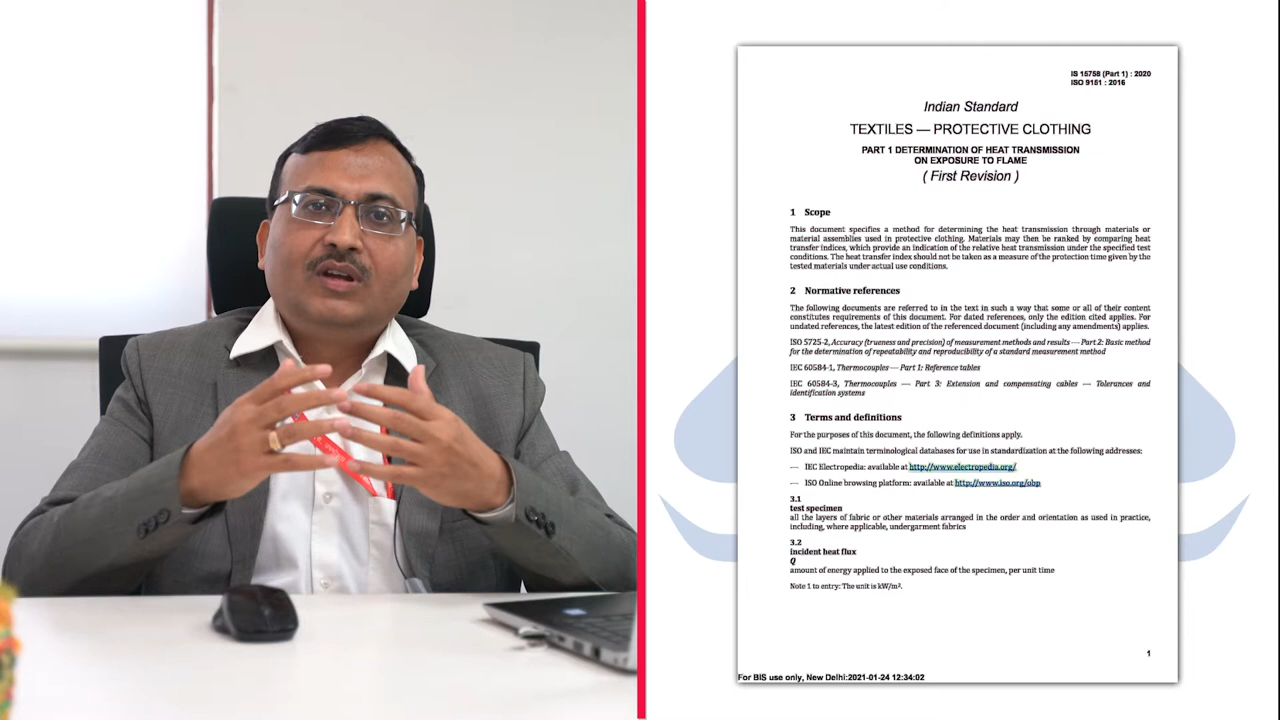 IS 15758 (Part 1) : 2020
ISO 9151 : 2016
Indian Standard
TEXTILES — PROTECTIVE CLOTHING
PART 1 DETERMINATION OF HEAT TRANSMISSION
ON EXPOSURE TO FLAME
( First Revision )
1 Scope
This document specifies a method for determining the heat transmission through materials or
material assemblies used in protective clothing. Materials may then be ranked by comparing heat
transfer indices, which provide an indication of the relative heat transmission under the specified test
conditions. The heat transfer index should not be taken as a measure of the protection time given by the
tested materials under actual use conditions.
2 Normative references
The following documents are referred to in the text in such a way that some or all of their content
constitutes requirements of this document. For dated references, only the edition cited applies. For
undated references, the latest edition of the referenced document (including any amendments) applies.
ISO 5725-2, Accuracy (trueness and precision) of measurement methods and results — Part 2: Basic method
for the determination of repeatability and reproducibility of a standard measurement method
IEC 60584-1, Thermocouples — Part 1: Reference tables
IEC 60584-3, Thermocouples — Part 3: Extension and compensating cables — Tolerances and
identification systems
3 Terms and definitions
For the purposes of this document, the following definitions apply.
ISO and IEC maintain terminological databases for use in standardization at the following addresses:
— IEC Electropedia: available at http://www.electropedia.org/
— ISO Online browsing platform: available at http://www.iso.org/obp
3.1
test specimen
all the layers of fabric or other materials arranged in the order and orientation as used in practice,
including, where applicable, undergarment fabrics
3.2
incident heat flux
Q
amount of energy applied to the exposed face of the specimen, per unit time
Note 1 to entry: The unit is kW/m².
1
For BIS use only, New Delhi:2021-01-24 12:34:02